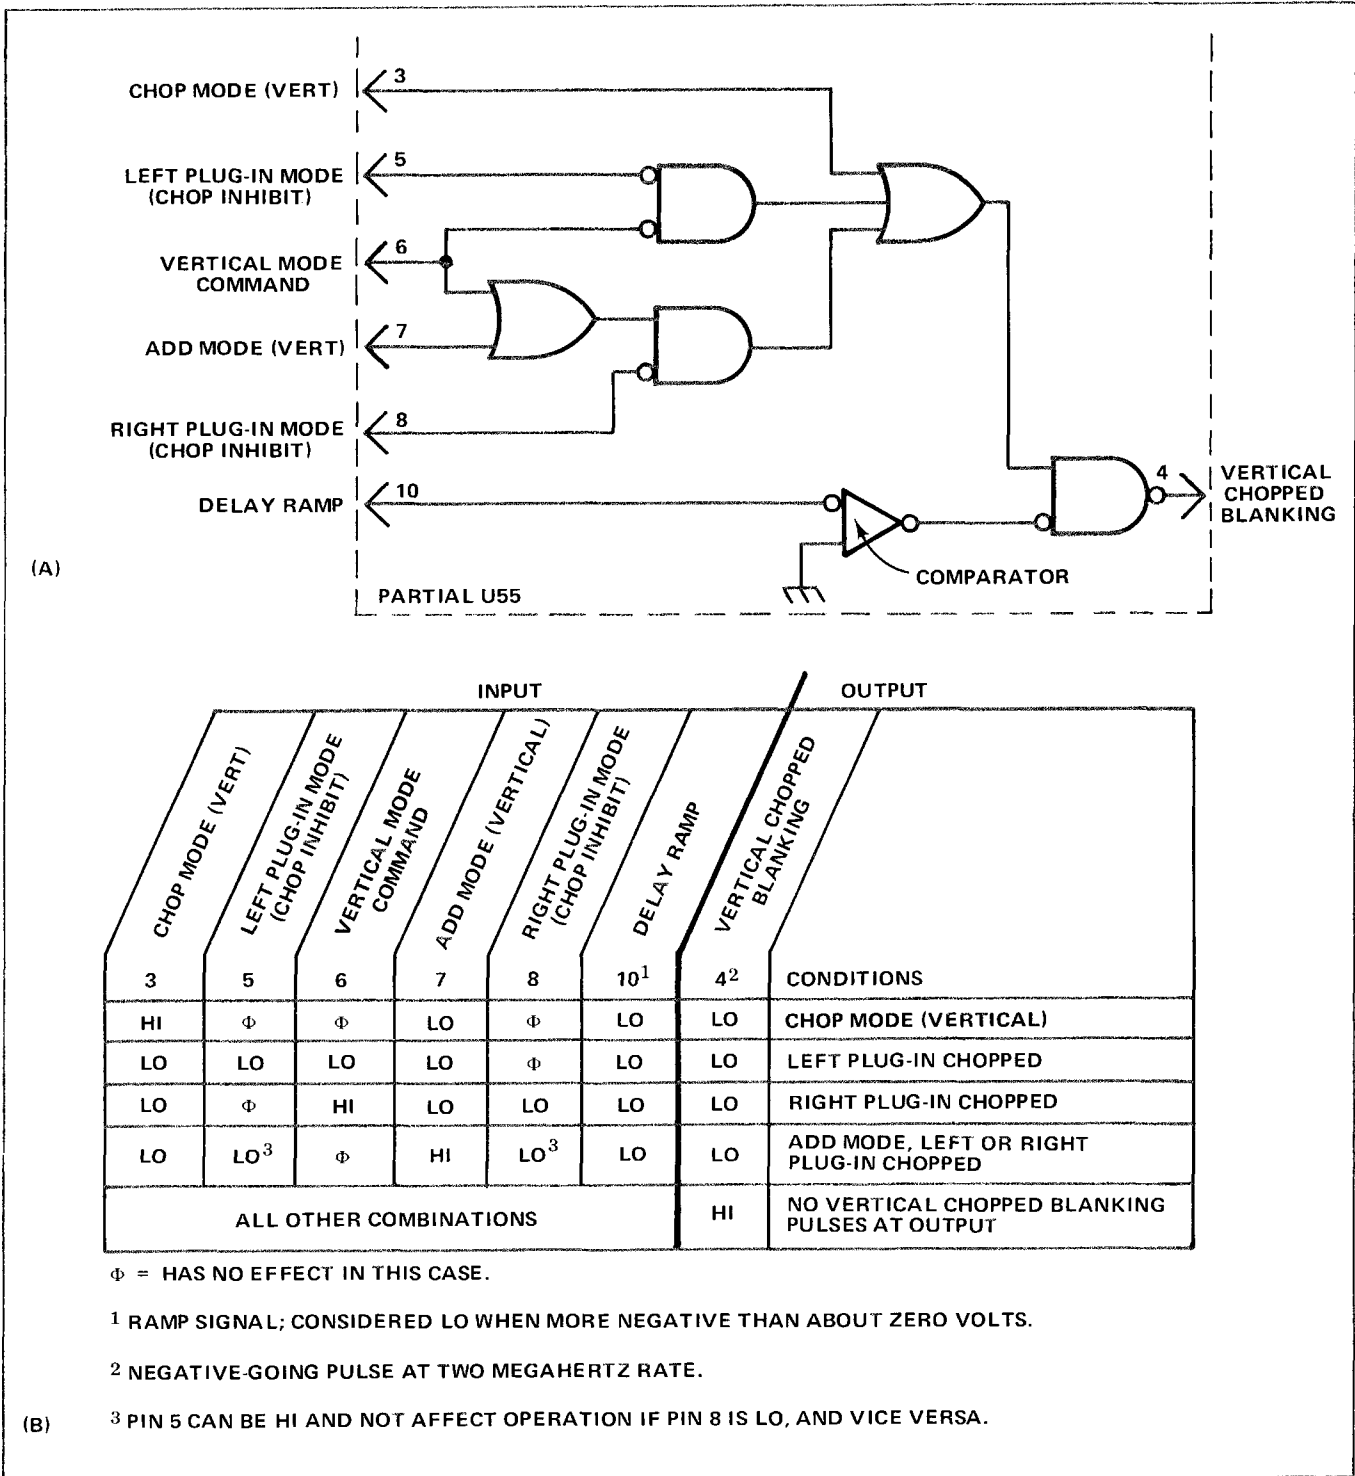 CHOP MODE (VERT)
3
LEFT PLUG-IN MODE
(CHOP INHIBIT)
5
VERTICAL MODE
COMMAND
6
ADD MODE (VERT)
7
RIGHT PLUG-IN MODE
(CHOP INHIBIT)
8
DELAY RAMP
10
4
VERTICAL
CHOPPED
BLANKING
COMPARATOR
(A)
PARTIAL U55
INPUT OUTPUT
CHOP MODE (VERT)
LEFT PLUG-IN MODE
(CHOP INHIBIT)
VERTICAL MODE
COMMAND
ADD MODE (VERTICAL)
RIGHT PLUG-IN MODE
(CHOP INHIBIT)
DELAY RAMP
VERTICAL CHOPPED
BLANKING
3 5 6 7 8 10¹ 4² CONDITIONS
HI Φ Φ LO Φ LO LO CHOP MODE (VERTICAL)
LO LO LO LO Φ LO LO LEFT PLUG-IN CHOPPED
LO Φ HI LO LO LO LO RIGHT PLUG-IN CHOPPED
LO LO³ Φ HI LO³ LO LO ADD MODE, LEFT OR RIGHT
PLUG-IN CHOPPED
ALL OTHER COMBINATIONS HI NO VERTICAL CHOPPED BLANKING
PULSES AT OUTPUT
Φ = HAS NO EFFECT IN THIS CASE.
¹ RAMP SIGNAL; CONSIDERED LO WHEN MORE NEGATIVE THAN ABOUT ZERO VOLTS.
² NEGATIVE-GOING PULSE AT TWO MEGAHERTZ RATE.
(B) ³ PIN 5 CAN BE HI AND NOT AFFECT OPERATION IF PIN 8 IS LO, AND VICE VERSA.